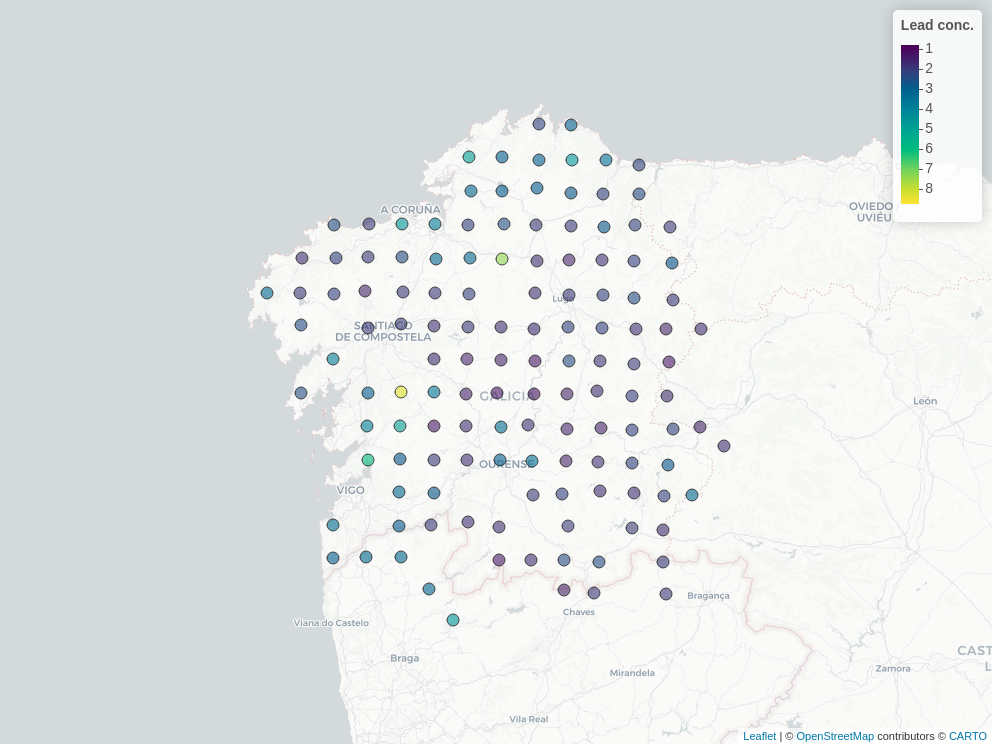 Lead conc.
1
2
3
4
5
6
7
8
A CORUÑA
OVIEDO
UVIÉU
Lugo
SANTIAGO
DE COMPOSTELA
GALICIA
León
OURENSE
VIGO
Bragança
Chaves
Viana do Castelo
Braga
CAST
L
Zamora
Mirandela
Vila Real
Leaflet | © OpenStreetMap contributors © CARTO